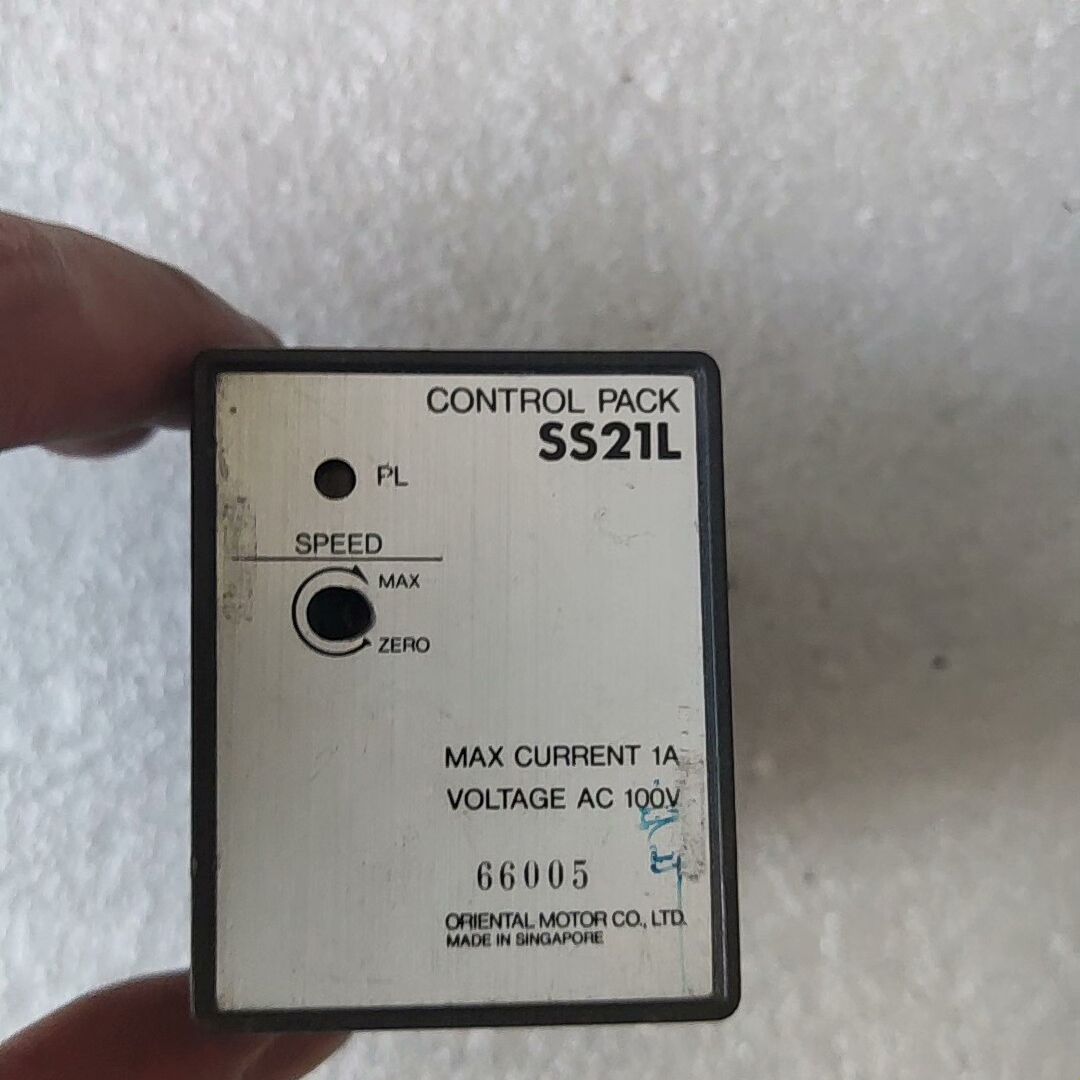 CONTROL PACK
SS21L
PL
SPEED
MAX
ZERO
MAX CURRENT 1A
VOLTAGE AC 100V
66005
ORIENTAL MOTOR CO., LTD.
MADE IN SINGAPORE